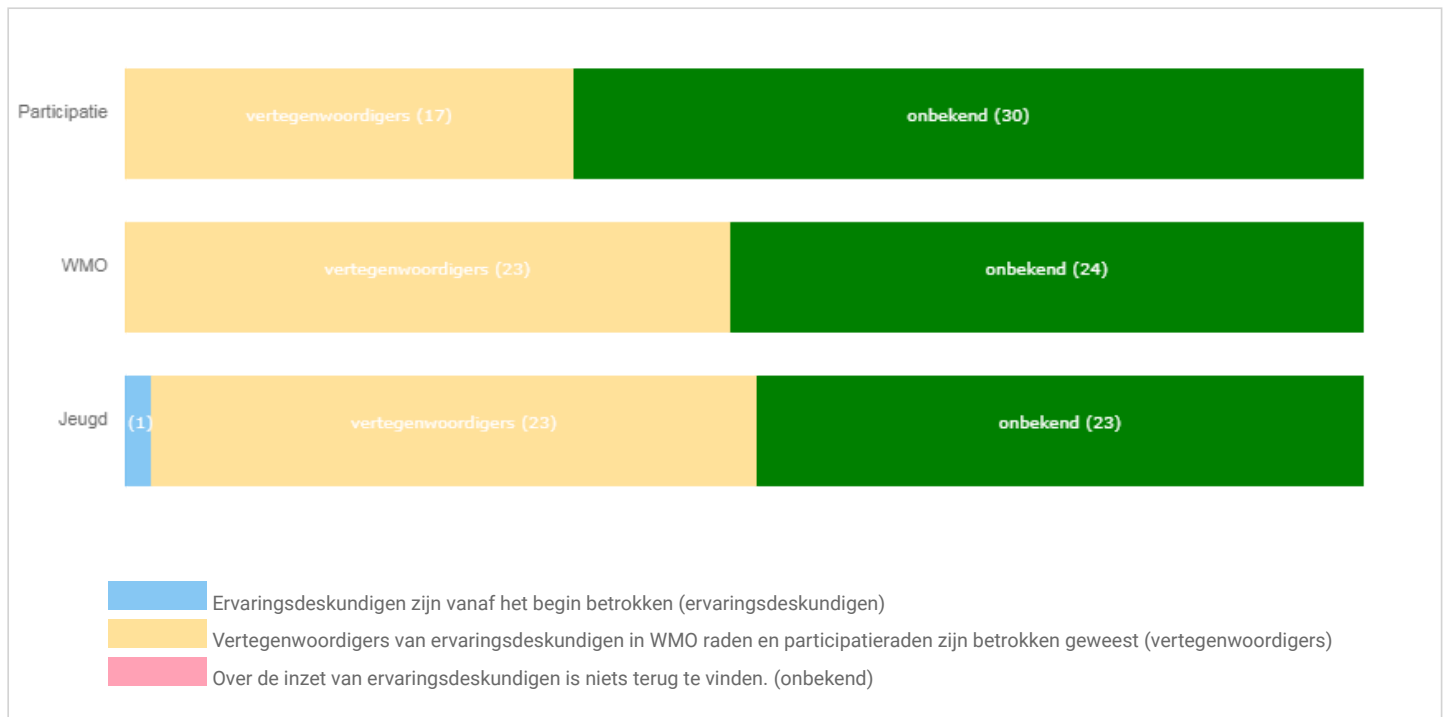 Participatie
vertegenwoordigers (17)
onbekend (30)
WMO
vertegenwoordigers (23)
onbekend (24)
Jeugd
(1)
vertegenwoordigers (23)
onbekend (23)
Ervaringsdeskundigen zijn vanaf het begin betrokken (ervaringsdeskundigen)
Vertegenwoordigers van ervaringsdeskundigen in WMO raden en participatieraden zijn betrokken geweest (vertegenwoordigers)
Over de inzet van ervaringsdeskundigen is niets terug te vinden. (onbekend)